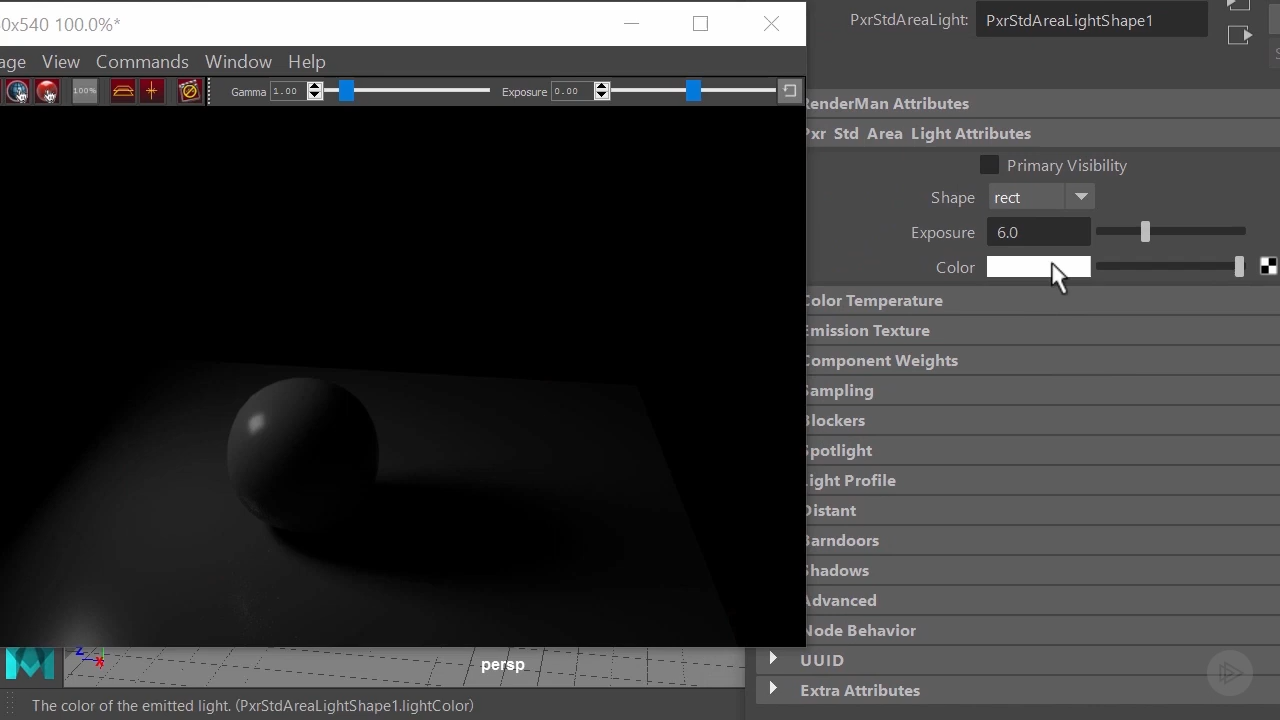 0x540 100.0%*
age View Commands Window Help
100% Gamma 1.00 Exposure 0.00
PxrStdAreaLight: PxrStdAreaLightShape1
RenderMan Attributes
Pxr Std Area Light Attributes
Primary Visibility
Shape rect
Exposure 6.0
Color
Color Temperature
Emission Texture
Component Weights
Sampling
Blockers
Spotlight
Light Profile
Distant
Barndoors
Shadows
Advanced
Node Behavior
UUID
Extra Attributes
z x
persp
The color of the emitted light. (PxrStdAreaLightShape1.lightColor)